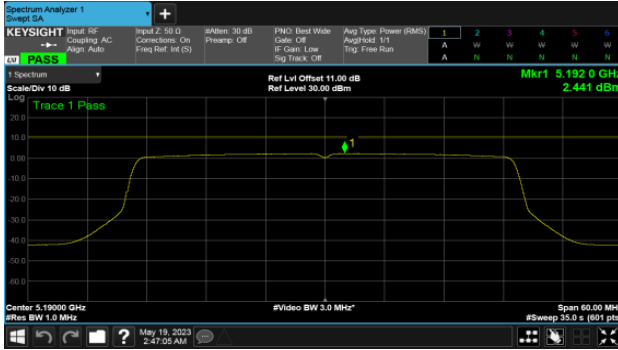 Spectrum Analyzer 1
Swept SA
+
KEYSIGHT
Input: RF
Coupling: AC
Align: Auto
Input Z: 50 Ω
Corrections: On
Freq Ref: Int (S)
#Atten: 30 dB
Preamp: Off
PNO: Best Wide
Gate: Off
IF Gain: Low
Sig Track: Off
Avg Type: Power (RMS)
Avg|Hold: 1/1
Trig: Free Run
1 2 3 4 5 6
A W W W W W
A N N N N N
LXI PASS
1 Spectrum
Scale/Div 10 dB
Ref Lvl Offset 11.00 dB
Ref Level 30.00 dBm
Mkr1 5.192 0 GHz
2.441 dBm
Log
Trace 1 Pass
20.0
10.0
1
0.00
-10.0
-20.0
-30.0
-40.0
-50.0
-60.0
Center 5.19000 GHz
#Res BW 1.0 MHz
#Video BW 3.0 MHz*
Span 60.00 MHz
#Sweep 35.0 s (601 pts)
?
May 19, 2023
2:47:05 AM